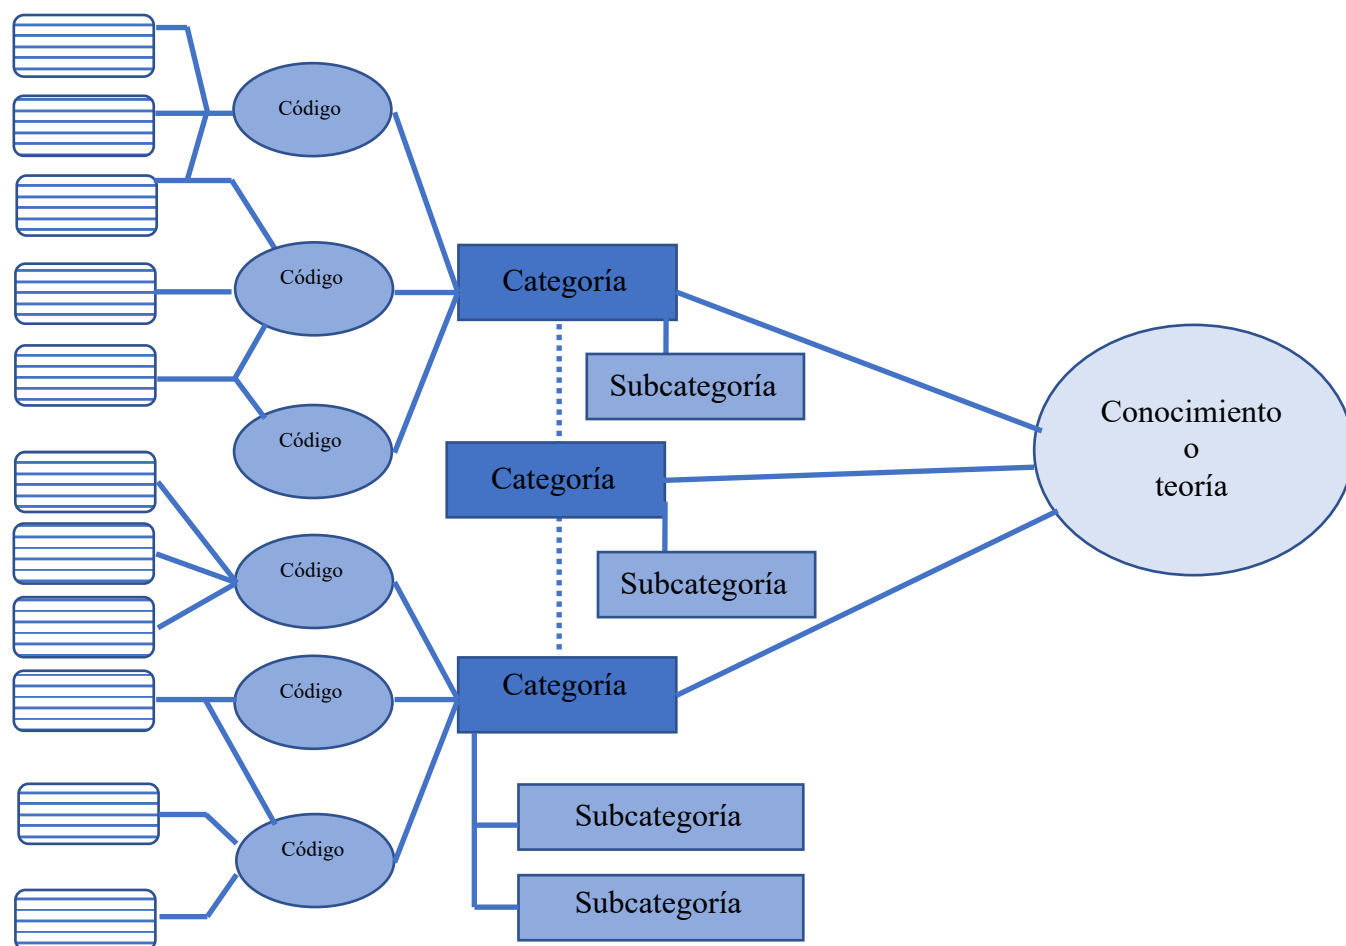 Código
Código
Categoría
Subcategoría
Código
Conocimiento
o
teoría
Categoría
Código
Subcategoría
Código
Categoría
Código
Subcategoría
Subcategoría